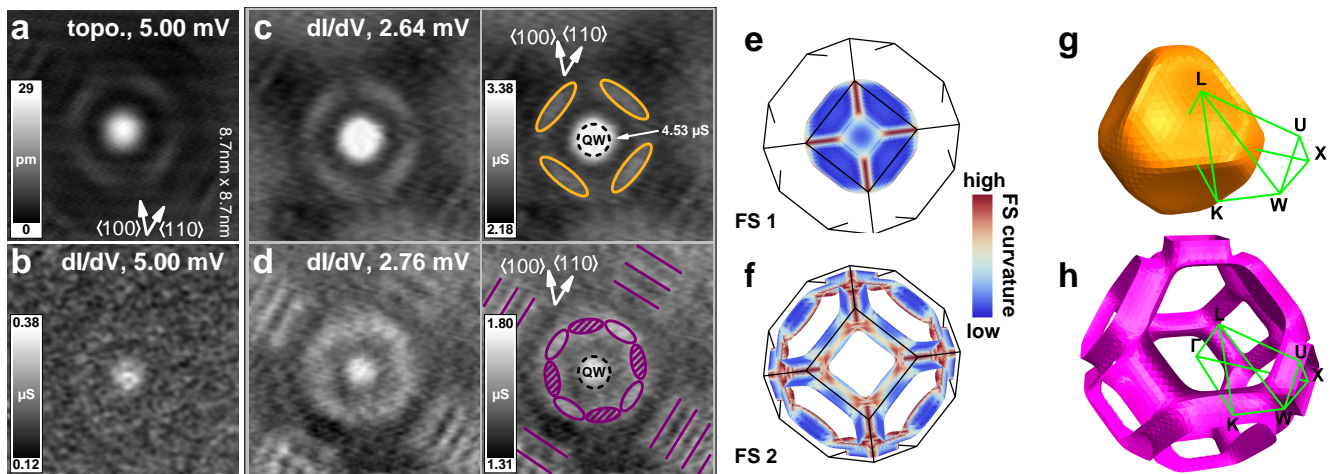 a topo., 5.00 mV
29
pm
0
8.7nm x 8.7nm
⟨100⟩ ⟨110⟩
b dI/dV, 5.00 mV
0.38
µS
0.12
c dI/dV, 2.64 mV
⟨100⟩ ⟨110⟩
3.38
µS
2.18
QW
4.53 µS
d dI/dV, 2.76 mV
⟨100⟩ ⟨110⟩
1.80
µS
1.31
QW
e
FS 1
high
FS curvature
low
f
FS 2
g
L
U
X
W
K
h
L
Γ
U
X
W
K